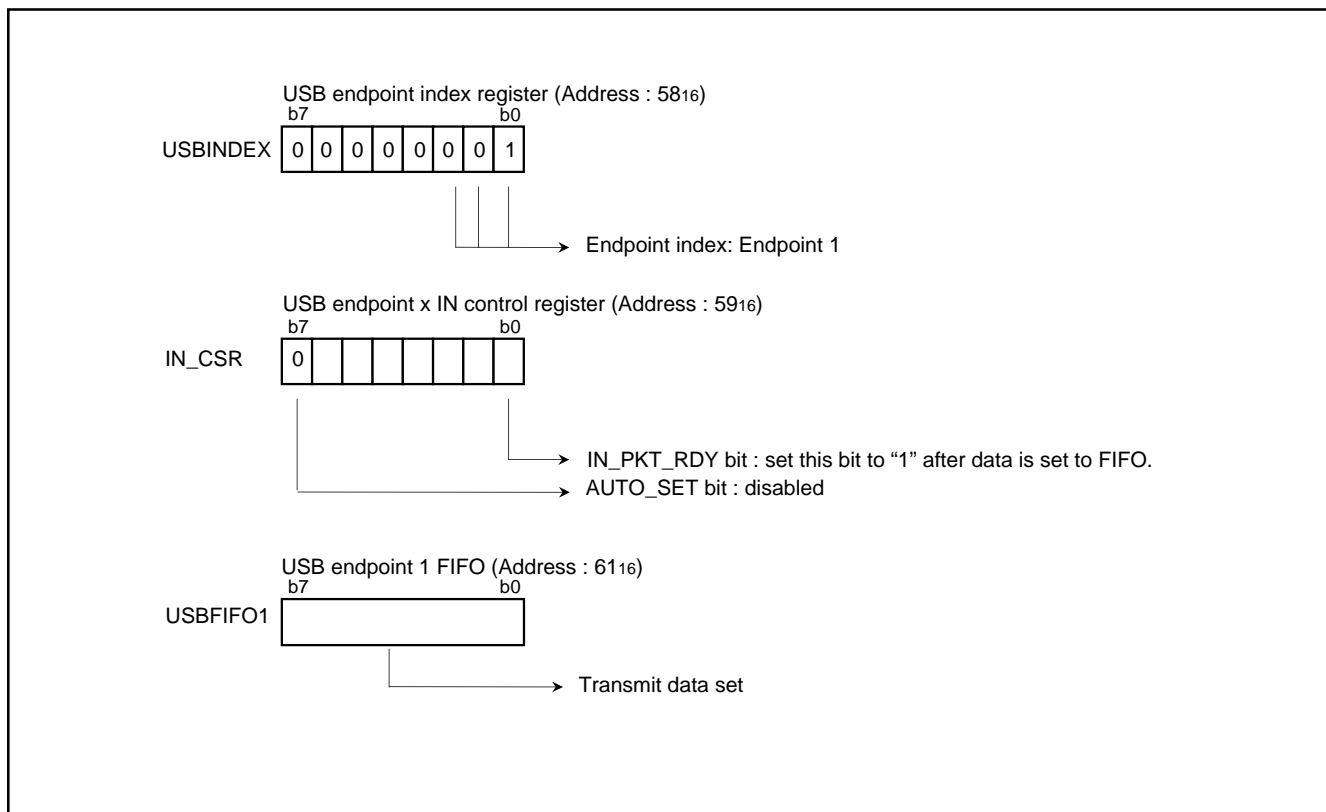 USB endpoint index register (Address : 5816)
b7 b0
USBINDEX 0 0 0 0 0 0 0 1
Endpoint index: Endpoint 1
USB endpoint x IN control register (Address : 5916)
b7 b0
IN_CSR 0
IN_PKT_RDY bit : set this bit to “1” after data is set to FIFO.
AUTO_SET bit : disabled
USB endpoint 1 FIFO (Address : 6116)
b7 b0
USBFIFO1
Transmit data set